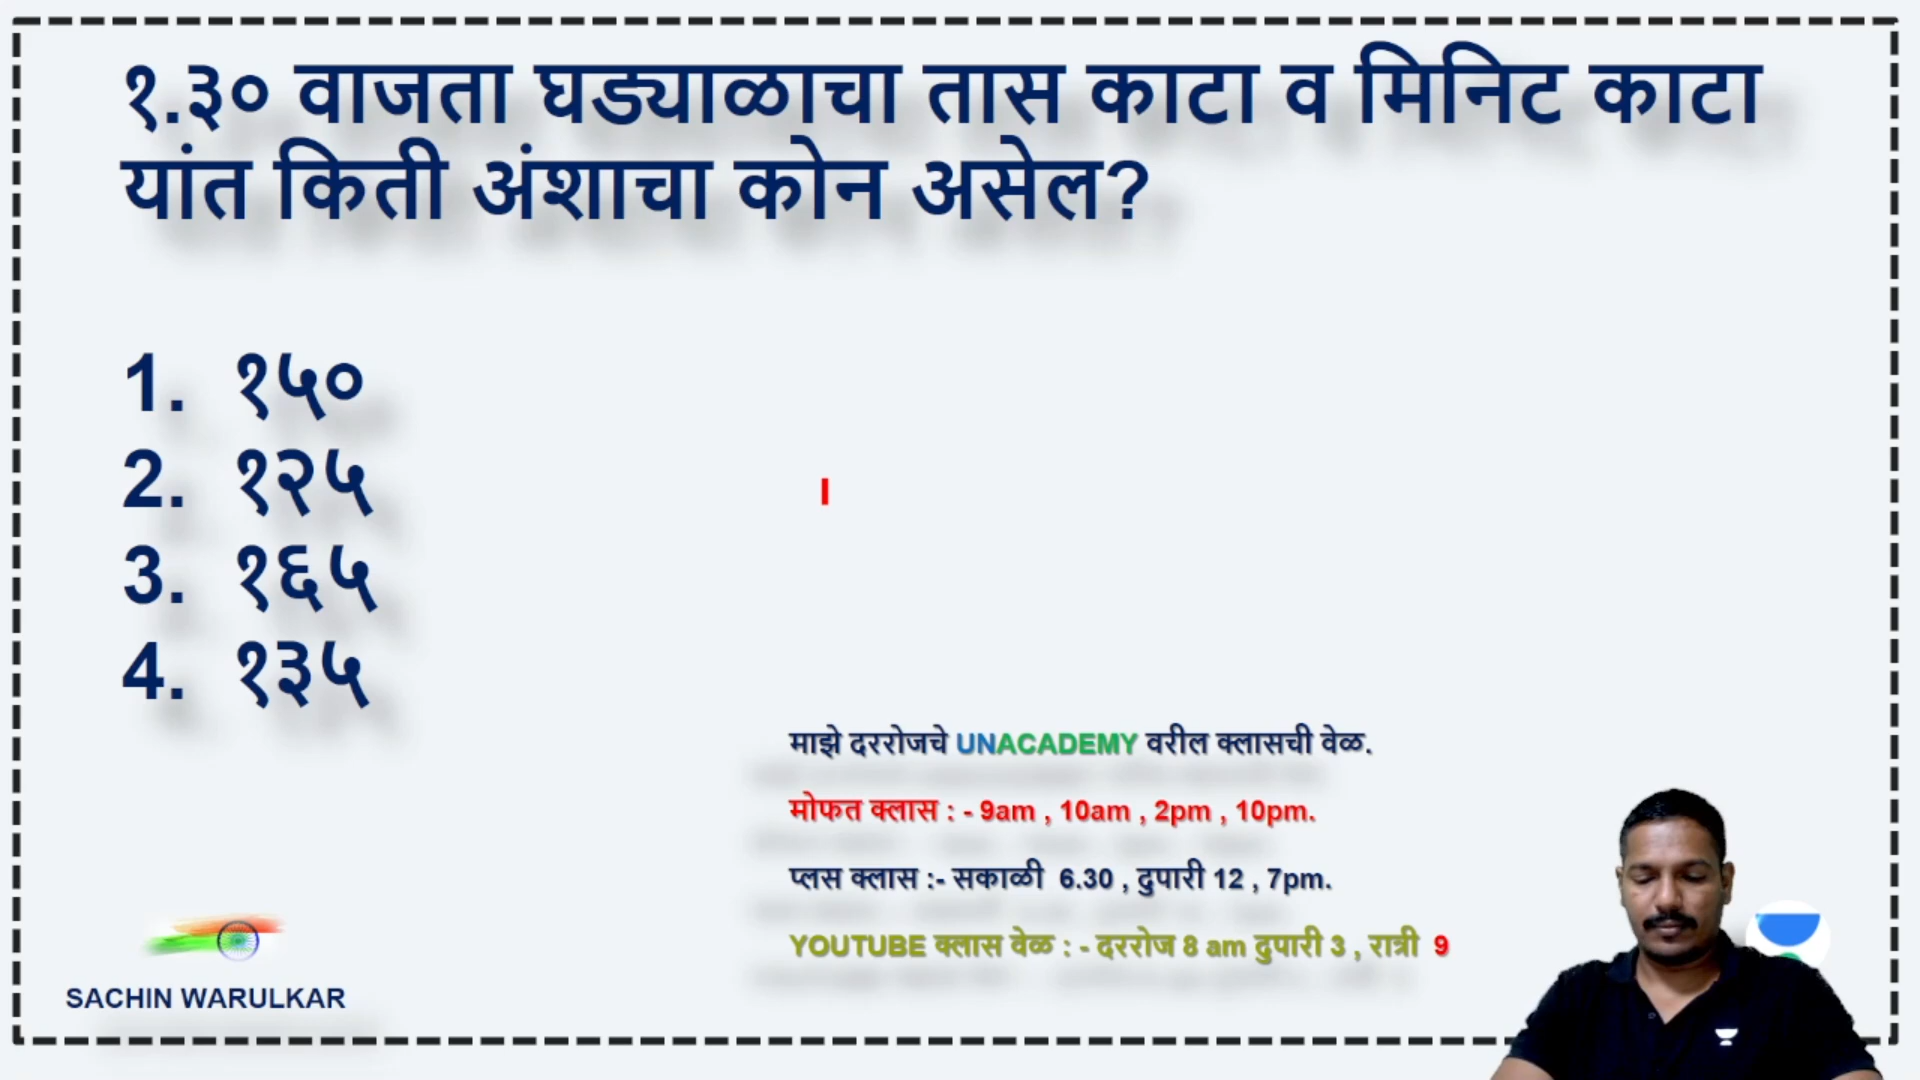 १.३० वाजता घड्याळाचा तास काटा व मिनिट काटा
यांत किती अंशाचा कोन असेल?
1. १५०
2. १२५
3. १६५
4. १३५
माझे दररोजचे UNACADEMY वरील क्लासची वेळ.
मोफत क्लास : - 9am , 10am , 2pm , 10pm.
प्लस क्लास :- सकाळी 6.30 , दुपारी 12 , 7pm.
YOUTUBE क्लास वेळ : - दररोज 8 am दुपारी 3 , रात्री 9
SACHIN WARULKAR